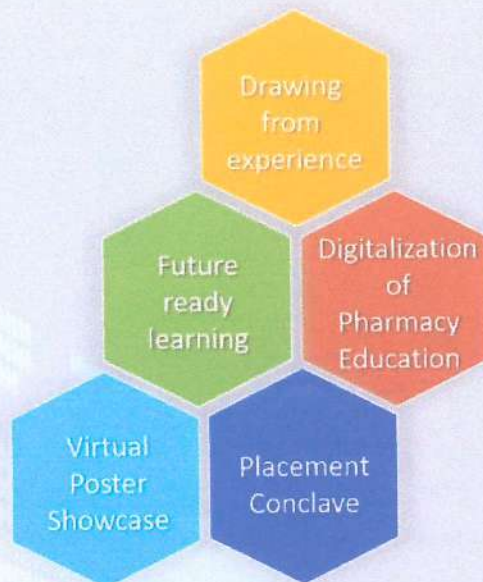 Drawing
from
experience
Future
ready
learning
Digitalization
of
Pharmacy
Education
Virtual
Poster
Showcase
Placement
Conclave